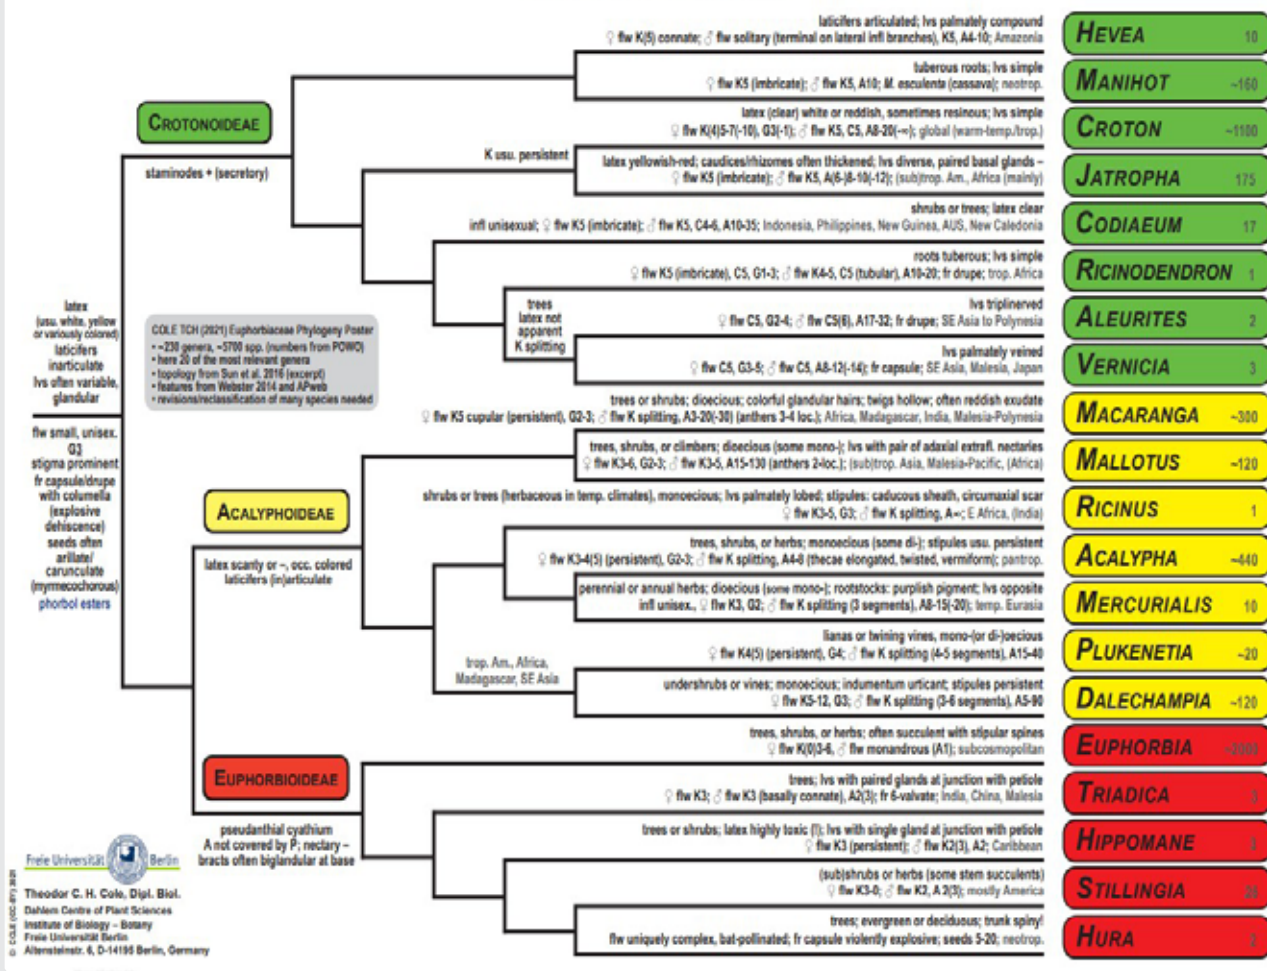 laticifers articulated; lvs palmately compound
♀ flw K(5) connate; ♂ flw solitary (terminal on lateral infl branches), K5, A4-10; Amazonia
HEVEA 10
tuberous roots; lvs simple
♀ flw K5 (imbricate); ♂ flw K5, A10; M. esculenta (cassava); neotrop.
MANIHOT ~160
CROTONOIDEAE
staminodes + (secretory)
latex (clear) white or reddish, sometimes resinous; lvs simple
♀ flw K(4)5-7(-10), G3(-1); ♂ flw K5, C5, A8-20(-∞); global (warm-temp./trop.)
CROTON ~1100
K usu. persistent
latex yellowish-red; caudices/rhizomes often thickened; lvs diverse, paired basal glands –
♀ flw K5 (imbricate); ♂ flw K5, A(6-)8-10(-12); (sub)trop. Am., Africa (mainly)
JATROPHA 175
shrubs or trees; latex clear
infl unisexual; ♀ flw K5 (imbricate); ♂ flw K5, C4-6, A10-35; Indonesia, Philippines, New Guinea, AUS, New Caledonia
CODIAEUM 17
roots tuberous; lvs simple
♀ flw K5 (imbricate), C5, G1-3; ♂ flw K4-5, C5 (tubular), A10-20; fr drupe; trop. Africa
RICINODENDRON 1
trees
latex not
apparent
K splitting
lvs triplinerved
♀ flw C5, G2-4; ♂ flw C5(6), A17-32; fr drupe; SE Asia to Polynesia
ALEURITES 2
lvs palmately veined
♀ flw C5, G3-5; ♂ flw C5, A8-12(-14); fr capsule; SE Asia, Malesia, Japan
VERNICIA 3
latex
(usu. white, yellow
or variously colored)
laticifers
inarticulate
lvs often variable,
glandular
flw small, unisex.
G3
stigma prominent
fr capsule/drupe
with columella
(explosive
dehiscence)
seeds often
arillate/
carunculate
(myrmecochorous)
phorbol esters
COLE TCH (2021) Euphorbiaceae Phylogeny Poster
• ~230 genera, ~5700 spp. (numbers from POWO)
• here 20 of the most relevant genera
• topology from Sun et al. 2016 (excerpt)
• features from Webster 2014 and APweb
• revisions/reclassification of many species needed
trees or shrubs; dioecious; colorful glandular hairs; twigs hollow; often reddish exudate
♀ flw K5 cupular (persistent), G2-3; ♂ flw K splitting, A3-20(-30) (anthers 3-4 loc.); Africa, Madagascar, India, Malesia-Polynesia
MACARANGA ~300
trees, shrubs, or climbers; dioecious (some mono-); lvs with pair of adaxial extrafl. nectaries
♀ flw K3-6, G2-3; ♂ flw K3-5, A15-130 (anthers 2-loc.); (sub)trop. Asia, Malesia-Pacific, (Africa)
MALLOTUS ~120
ACALYPHOIDEAE
latex scanty or –, occ. colored
laticifers (in)articulate
shrubs or trees (herbaceous in temp. climates), monoecious; lvs palmately lobed; stipules: caducous sheath, circumaxial scar
♀ flw K3-5, G3; ♂ flw K splitting, A∞; E Africa, (India)
RICINUS 1
trees, shrubs, or herbs; monoecious (some di-); stipules usu. persistent
♀ flw K3-4(5) (persistent), G2-3; ♂ flw K splitting, A4-8 (thecae elongated, twisted, vermiform); pantrop.
ACALYPHA ~440
perennial or annual herbs; dioecious (some mono-); rootstocks: purplish pigment; lvs opposite
infl unisex., ♀ flw K3, G2; ♂ flw K splitting (3 segments), A8-15(-20); temp. Eurasia
MERCURIALIS 10
trop. Am., Africa,
Madagascar, SE Asia
lianas or twining vines, mono-(or di-)oecious
♀ flw K4(5) (persistent), G4; ♂ flw K splitting (4-5 segments), A15-40
PLUKENETIA ~20
undershrubs or vines; monoecious; indumentum urticant; stipules persistent
♀ flw K5-12, G3; ♂ flw K splitting (3-6 segments), A5-90
DALECHAMPIA ~120
EUPHORBIOIDEAE
pseudanthial cyathium
A not covered by P; nectary –
bracts often biglandular at base
trees, shrubs, or herbs; often succulent with stipular spines
♀ flw K(0)3-6, ♂ flw monandrous (A1); subcosmopolitan
EUPHORBIA ~2000
trees; lvs with paired glands at junction with petiole
♀ flw K3; ♂ flw K3 (basally connate), A2(3); fr 6-valvate; India, China, Malesia
TRIADICA 3
trees or shrubs; latex highly toxic (!); lvs with single gland at junction with petiole
♀ flw K3 (persistent); ♂ flw K2(3), A2; Caribbean
HIPPOMANE
(sub)shrubs or herbs (some stem succulents)
♀ flw K3-0; ♂ flw K2, A 2(3); mostly America
STILLINGIA
trees; evergreen or deciduous; trunk spiny!
flw uniquely complex, bat-pollinated; fr capsule violently explosive; seeds 5-20; neotrop.
HURA 2
Freie Universität Berlin
Theodor C. H. Cole, Dipl. Biol.
Dahlem Centre of Plant Sciences
Institute of Biology – Botany
Freie Universität Berlin
Altensteinstr. 6, D-14195 Berlin, Germany
COLE (CC-BY) 2021